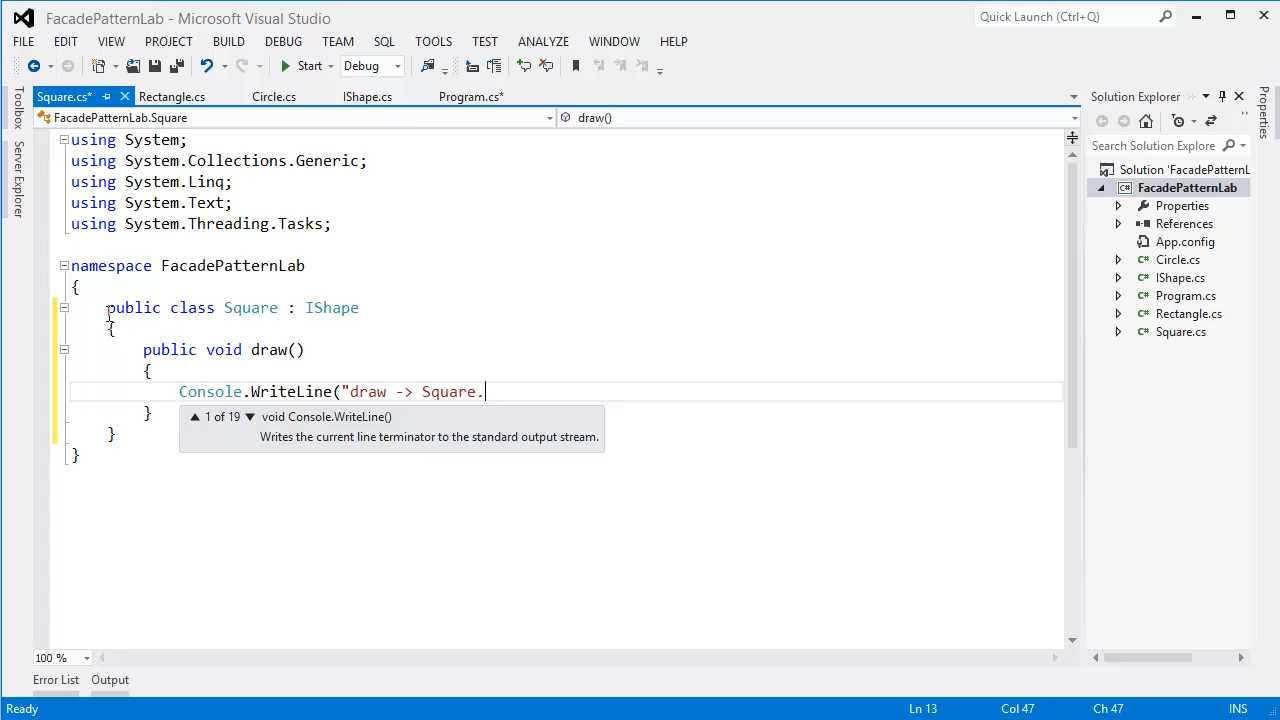 FacadePatternLab - Microsoft Visual Studio
Quick Launch (Ctrl+Q)
FILE EDIT VIEW PROJECT BUILD DEBUG TEAM SQL TOOLS TEST ANALYZE WINDOW HELP
Start Debug
Toolbox
Server Explorer
Square.cs* Rectangle.cs Circle.cs IShape.cs Program.cs*
FacadePatternLab.Square draw()
using System;
using System.Collections.Generic;
using System.Linq;
using System.Text;
using System.Threading.Tasks;
namespace FacadePatternLab
{
public class Square : IShape
{
public void draw()
{
Console.WriteLine("draw -> Square.
}
1 of 19 void Console.WriteLine()
Writes the current line terminator to the standard output stream.
}
}
100 %
Error List Output
Solution Explorer
Search Solution Explore
Solution 'FacadePatternL
C# FacadePatternLab
Properties
References
App.config
C# Circle.cs
C# IShape.cs
C# Program.cs
C# Rectangle.cs
C# Square.cs
Properties
Ready Ln 13 Col 47 Ch 47 INS